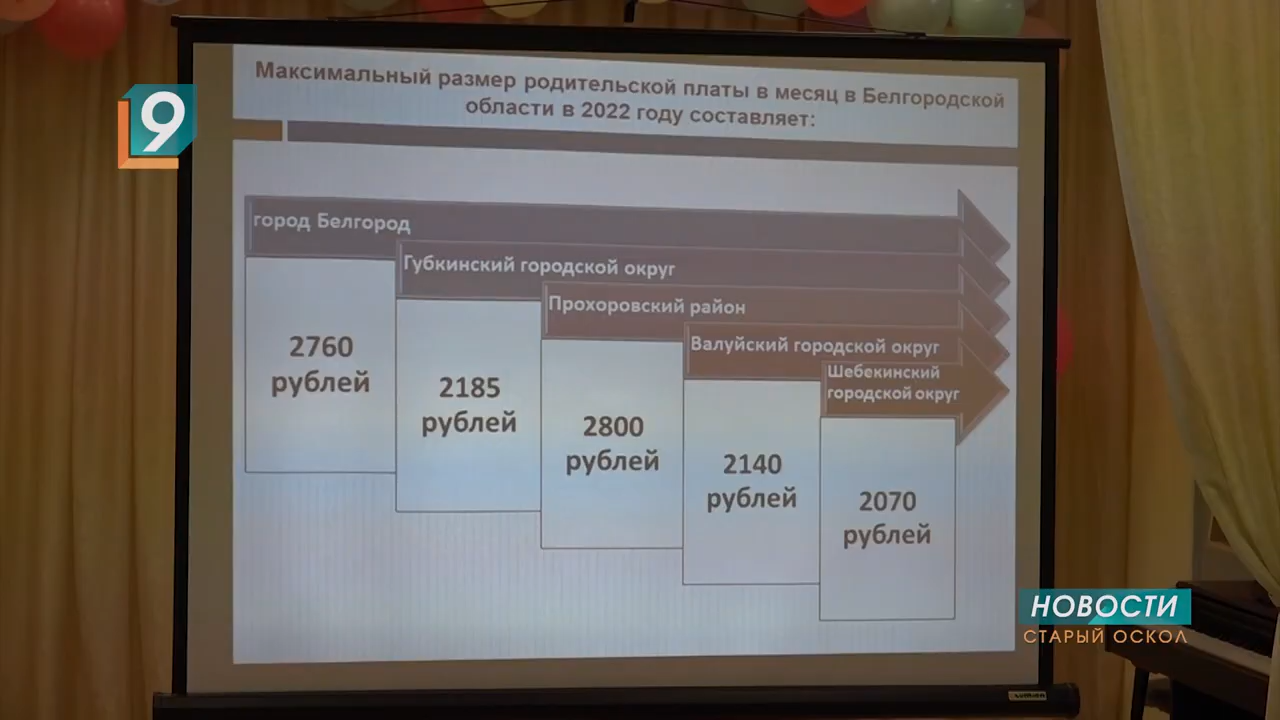 Максимальный размер родительской платы в месяц в Белгородской
области в 2022 году составляет:
9
город Белгород
2760
рублей
Губкинский городской округ
2185
рублей
Прохоровский район
2800
рублей
Валуйский городской округ
2140
рублей
Шебекинский
городской округ
2070
рублей
НОВОСТИ
СТАРЫЙ ОСКОЛ